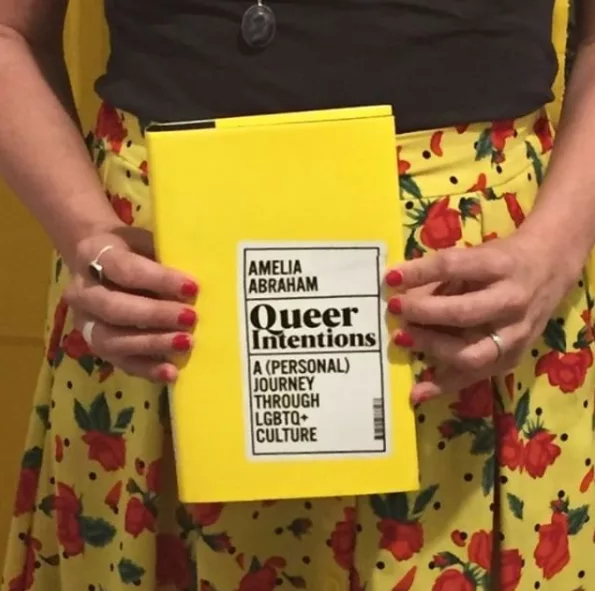 AMELIA
ABRAHAM
Queer
Intentions
A (PERSONAL)
JOURNEY
THROUGH
LGBTQ+
CULTURE